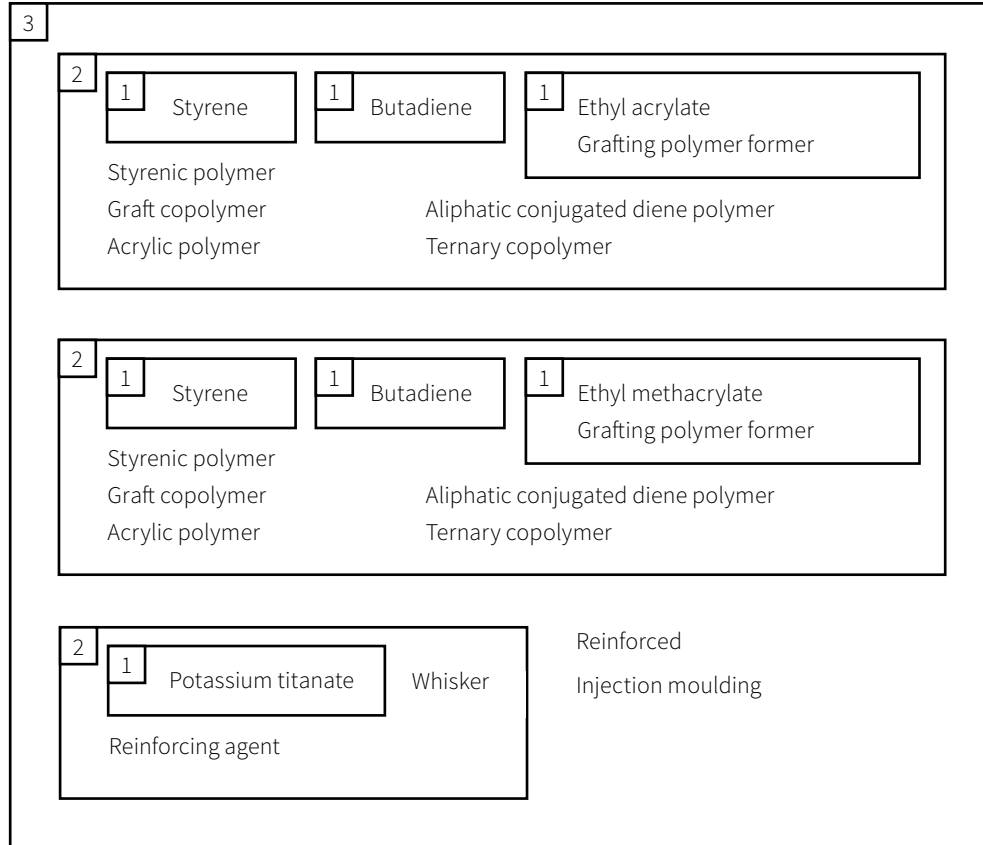 3
2
1 Styrene 1 Butadiene 1 Ethyl acrylate
Grafting polymer former
Styrenic polymer
Graft copolymer Aliphatic conjugated diene polymer
Acrylic polymer Ternary copolymer
2
1 Styrene 1 Butadiene 1 Ethyl methacrylate
Grafting polymer former
Styrenic polymer
Graft copolymer Aliphatic conjugated diene polymer
Acrylic polymer Ternary copolymer
2
1 Potassium titanate Whisker
Reinforcing agent
Reinforced
Injection moulding